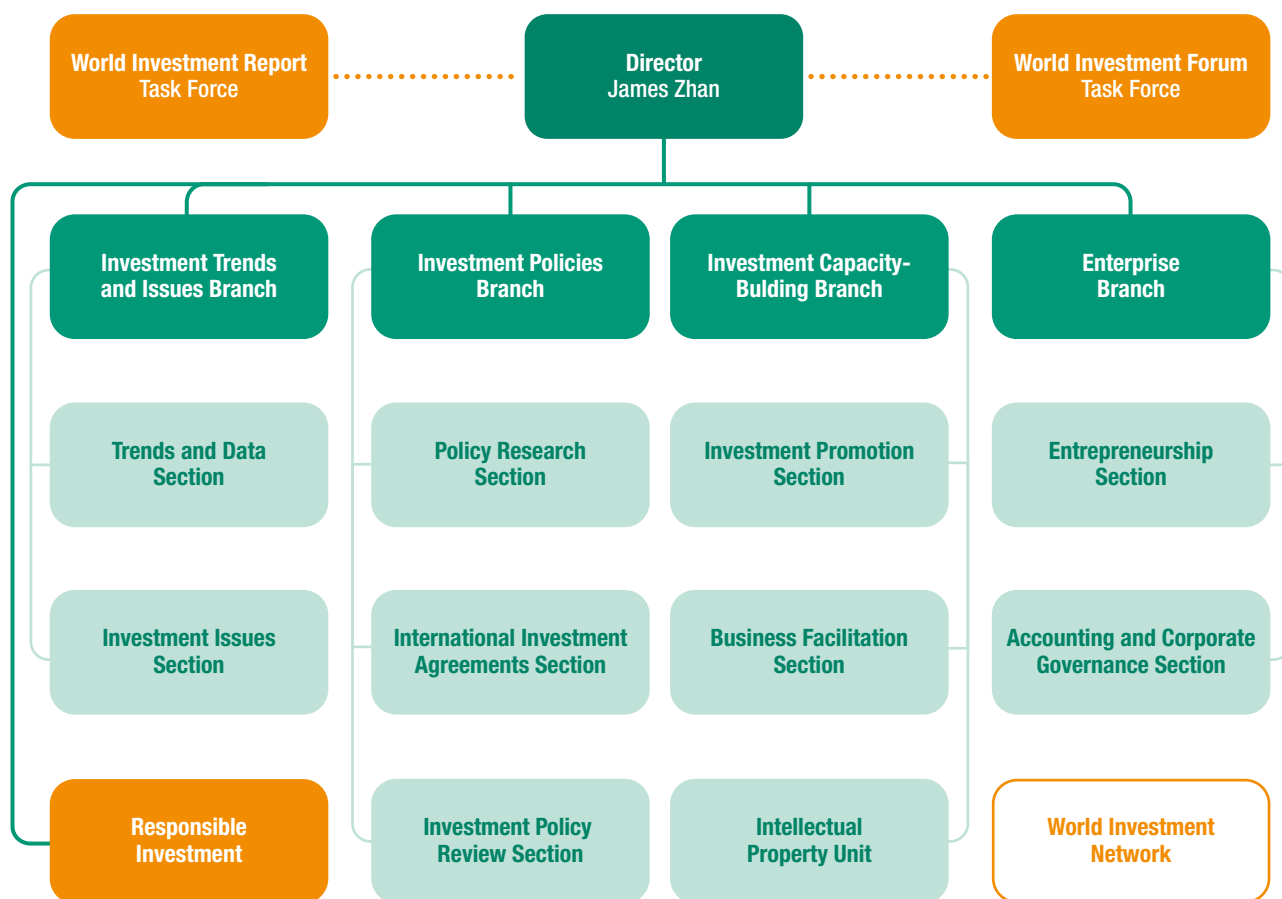 World Investment Report
Task Force
Director
James Zhan
World Investment Forum
Task Force
Investment Trends
and Issues Branch
Investment Policies
Branch
Investment Capacity-
Bulding Branch
Enterprise
Branch
Trends and Data
Section
Policy Research
Section
Investment Promotion
Section
Entrepreneurship
Section
Investment Issues
Section
International Investment
Agreements Section
Business Facilitation
Section
Accounting and Corporate
Governance Section
Responsible
Investment
Investment Policy
Review Section
Intellectual
Property Unit
World Investment
Network